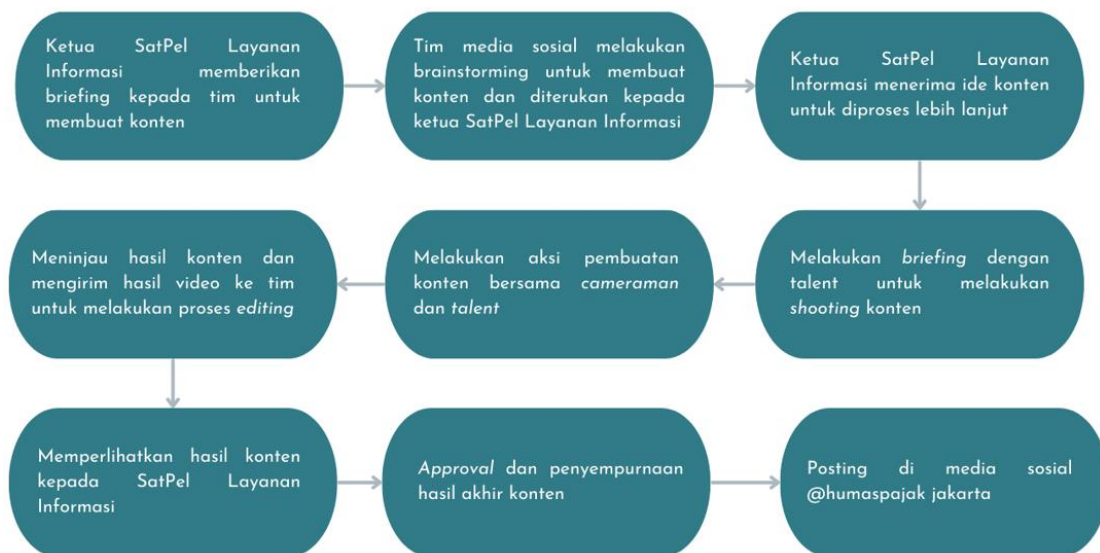 Ketua SatPel Layanan
Informasi memberikan
briefing kepada tim untuk
membuat konten
Tim media sosial melakukan
brainstorming untuk membuat
konten dan diterukan kepada
ketua SatPel Layanan Informasi
Ketua SatPel Layanan
Informasi menerima ide konten
untuk diproses lebih lanjut
Melakukan briefing dengan
talent untuk melakukan
shooting konten
Melakukan aksi pembuatan
konten bersama cameraman
dan talent
Meninjau hasil konten dan
mengirim hasil video ke tim
untuk melakukan proses editing
Memperlihatkan hasil konten
kepada SatPel Layanan
Informasi
Approval dan penyempurnaan
hasil akhir konten
Posting di media sosial
@humaspajak jakarta